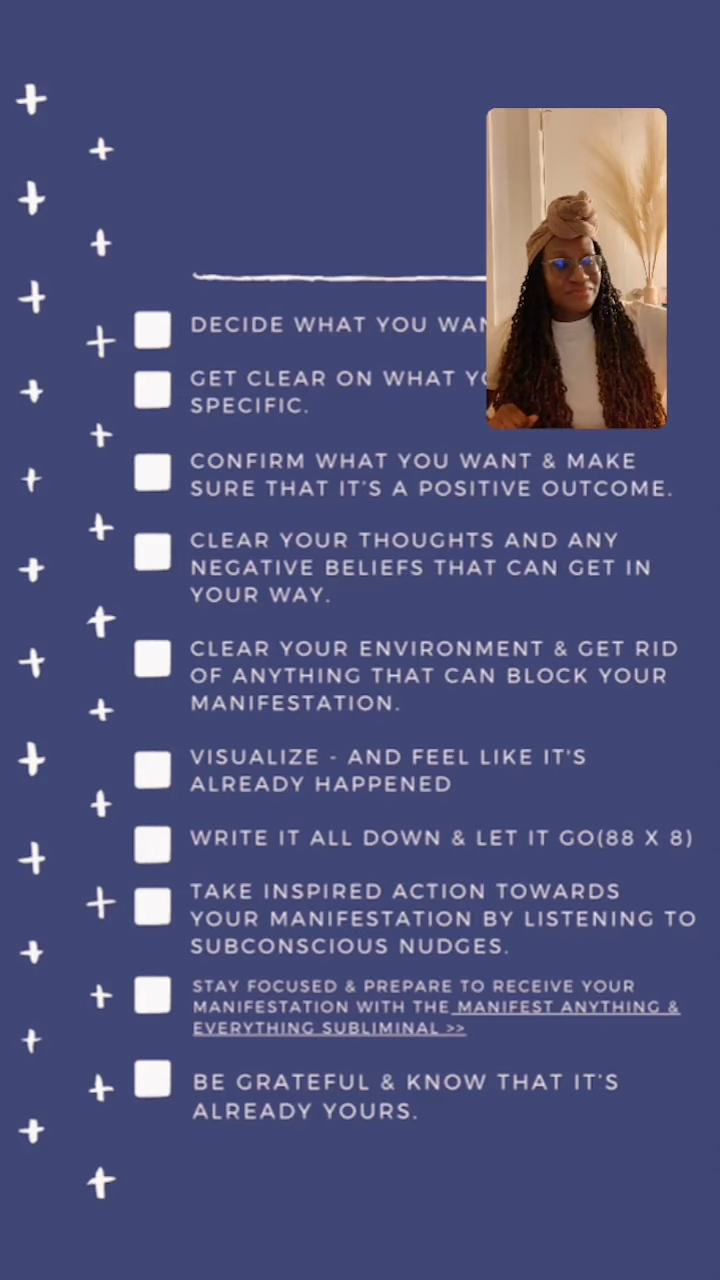 DECIDE WHAT YOU
GET CLEAR ON WHAT
SPECIFIC.
CONFIRM WHAT YOU WANT & MAKE
SURE THAT IT'S A POSITIVE OUTCOME.
CLEAR YOUR THOUGHTS AND ANY
NEGATIVE BELIEFS THAT CAN GET IN
YOUR WAY.
CLEAR YOUR ENVIRONMENT & GET RID
OF ANYTHING THAT CAN BLOCK YOUR
MANIFESTATION.
VISUALIZE - AND FEEL LIKE IT'S
ALREADY HAPPENED
WRITE IT ALL DOWN & LET IT GO(88 X 8)
TAKE INSPIRED ACTION TOWARDS
YOUR MANIFESTATION BY LISTENING TO
SUBCONSCIOUS NUDGES.
STAY FOCUSED & PREPARE TO RECEIVE YOUR
MANIFESTATION WITH THE MANIFEST ANYTHING &
EVERYTHING SUBLIMINAL >>
BE GRATEFUL & KNOW THAT IT'S
ALREADY YOURS.